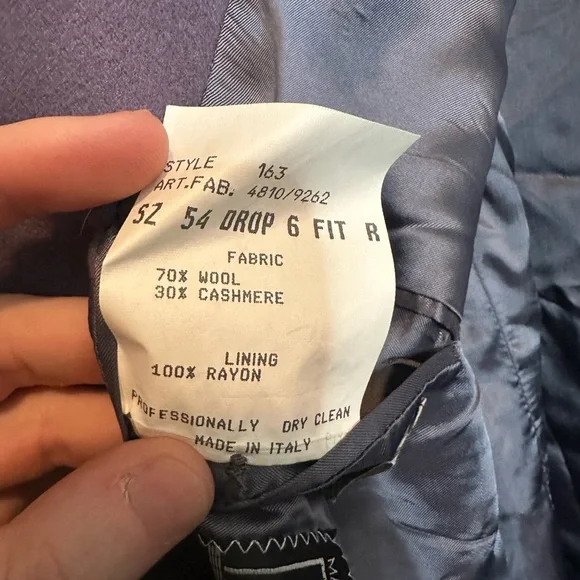 STYLE 163
ART.FAB. 4810/9262
SZ 54 DROP 6 FIT R
FABRIC
70% WOOL
30% CASHMERE
LINING
100% RAYON
PROFESSIONALLY DRY CLEAN
MADE IN ITALY